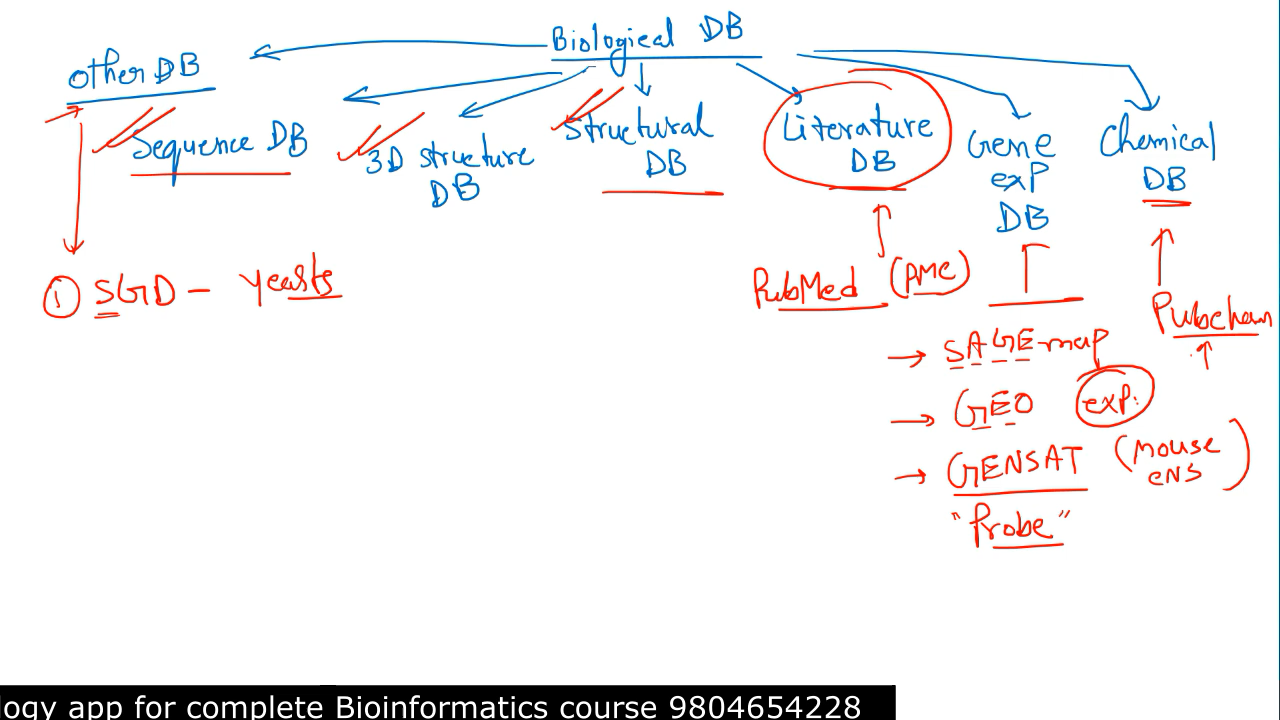 Biological DB
other DB
Sequence DB
3D structure
DB
Structural
DB
Literature
DB
Gene
exP
DB
Chemical
DB
① SGD - yeasts
PubMed (PMC)
Pubchem
→ SAGEmap
→ GEO exp.
→ GENSAT (mouse
CNS)
"Probe"
logy app for complete Bioinformatics course 9804654228